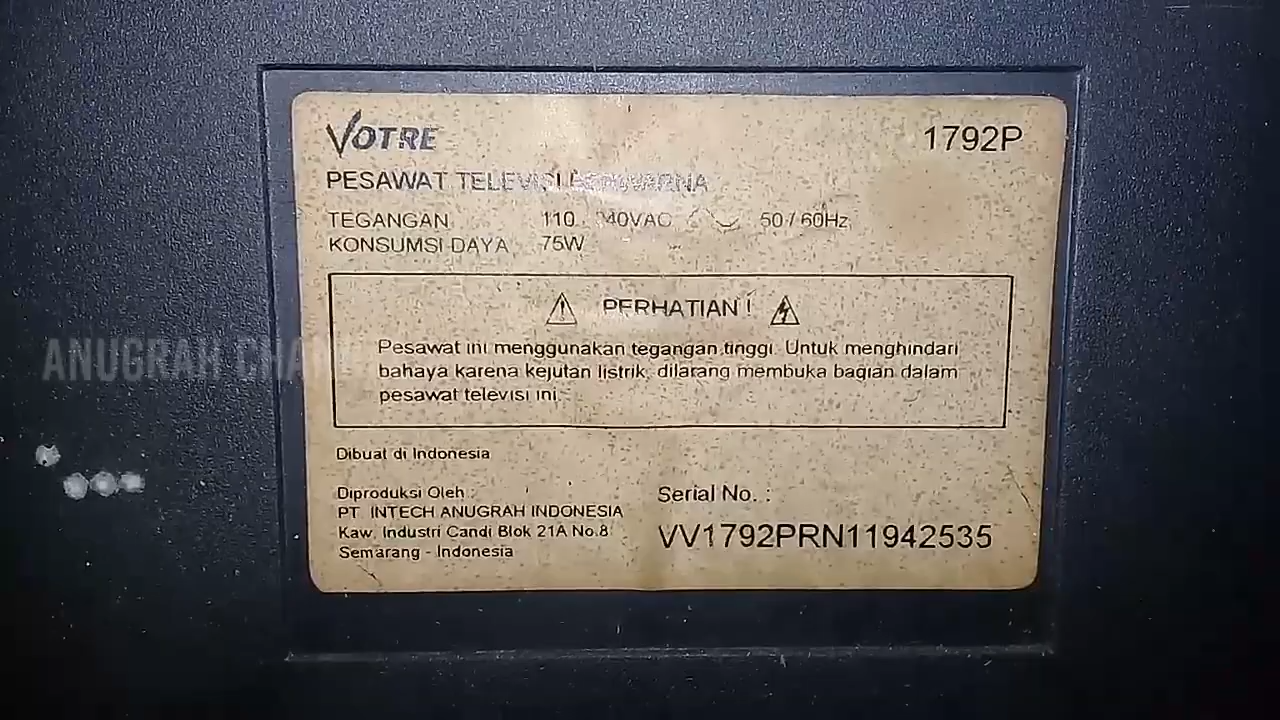 VOTRE
1792P
PESAWAT TELEVISI
TEGANGAN 110 40VAC 50 / 60Hz
KONSUMSI DAYA 75W
PERHATIAN !
Pesawat ini menggunakan tegangan tinggi. Untuk menghindari
bahaya karena kejutan listrik, dilarang membuka bagian dalam
pesawat televisi ini.
ANUGRAH
Dibuat di Indonesia
Diproduksi Oleh :
PT. INTECH ANUGRAH INDONESIA
Kaw. Industri Candi Blok 21A No.8
Semarang - Indonesia
Serial No. :
VV1792PRN11942535